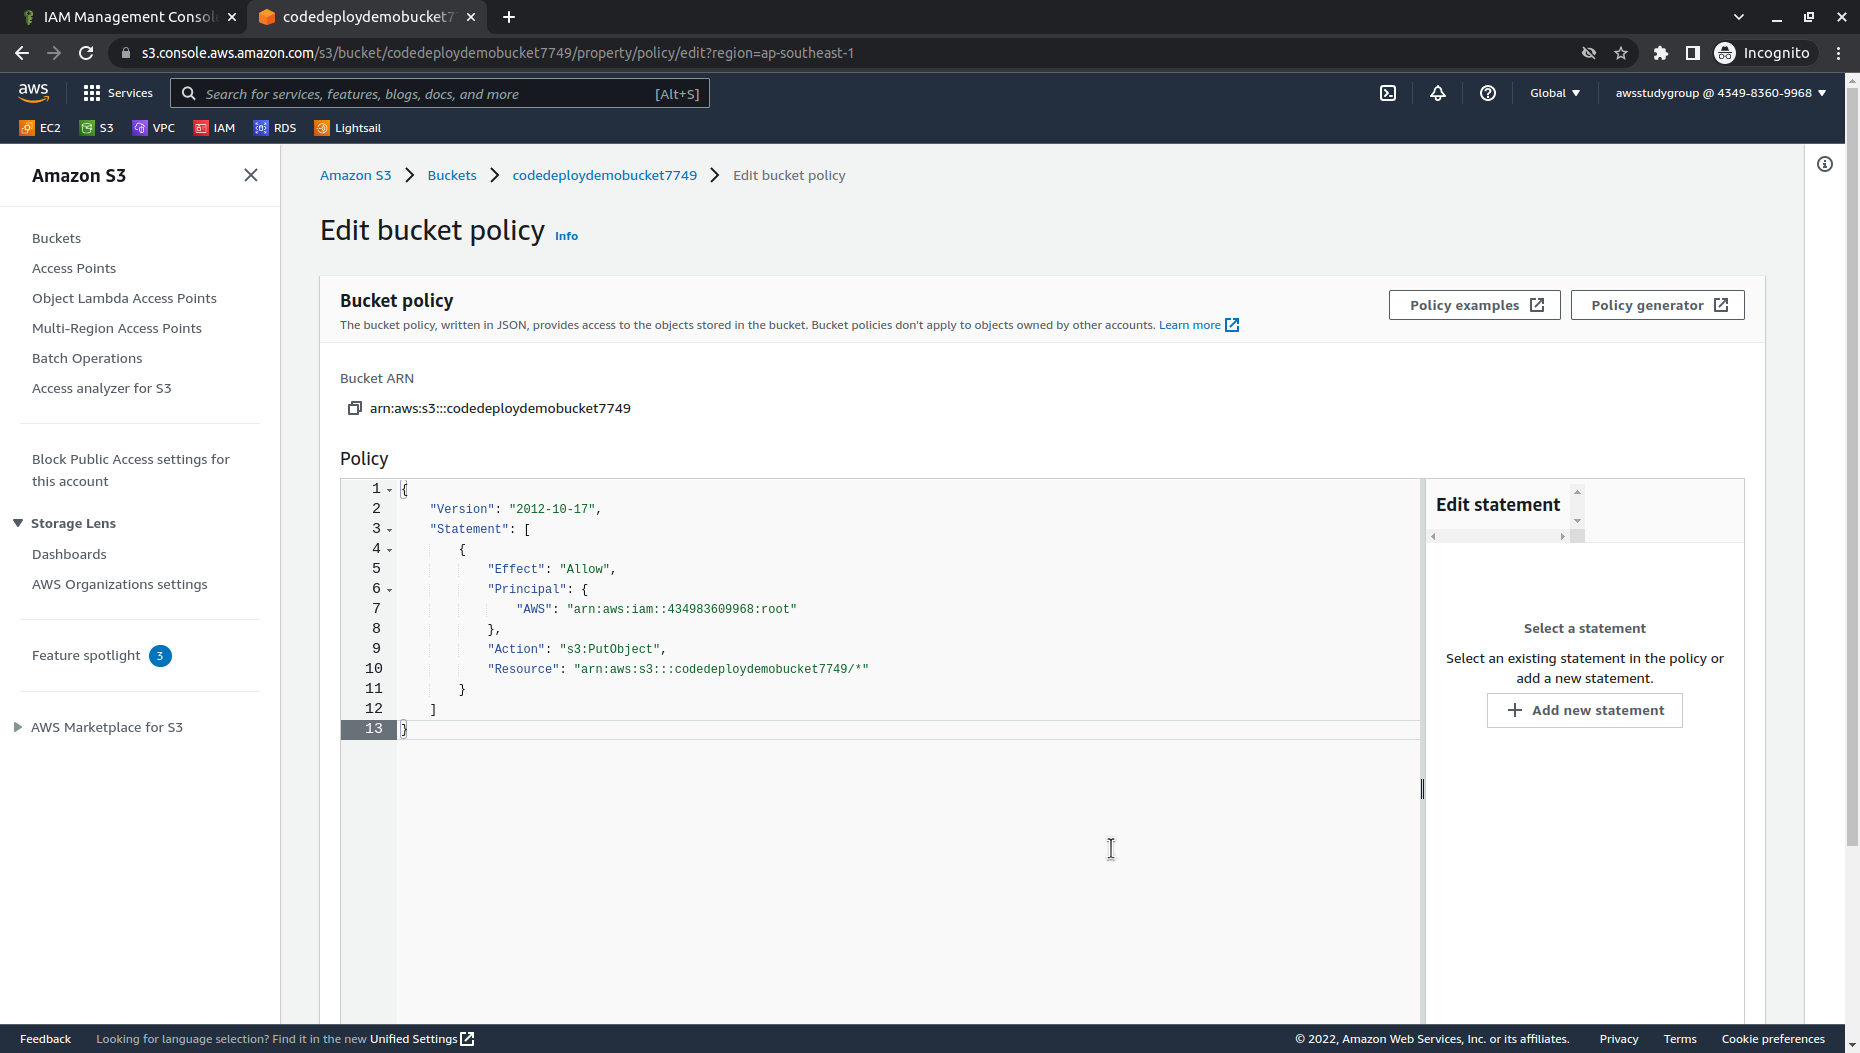 IAM Management Consol
codedeploydemobucket7
s3.console.aws.amazon.com/s3/bucket/codedeploydemobucket7749/property/policy/edit?region=ap-southeast-1
Incognito
aws
Services
Search for services, features, blogs, docs, and more
[Alt+S]
Global
awsstudygroup @ 4349-8360-9968
EC2
S3
VPC
IAM
RDS
Lightsail
Amazon S3
Buckets
Access Points
Object Lambda Access Points
Multi-Region Access Points
Batch Operations
Access analyzer for S3
Block Public Access settings for
this account
Storage Lens
Dashboards
AWS Organizations settings
Feature spotlight 3
AWS Marketplace for S3
Amazon S3 > Buckets > codedeploydemobucket7749 > Edit bucket policy
Edit bucket policy Info
Bucket policy
The bucket policy, written in JSON, provides access to the objects stored in the bucket. Bucket policies don't apply to objects owned by other accounts. Learn more
Policy examples
Policy generator
Bucket ARN
arn:aws:s3:::codedeploydemobucket7749
Policy
1 {
2 "Version": "2012-10-17",
3 "Statement": [
4 {
5 "Effect": "Allow",
6 "Principal": {
7 "AWS": "arn:aws:iam::434983609968:root"
8 },
9 "Action": "s3:PutObject",
10 "Resource": "arn:aws:s3:::codedeploydemobucket7749/*"
11 }
12 ]
13 }
Edit statement
Select a statement
Select an existing statement in the policy or
add a new statement.
+ Add new statement
Feedback
Looking for language selection? Find it in the new Unified Settings
© 2022, Amazon Web Services, Inc. or its affiliates.
Privacy
Terms
Cookie preferences